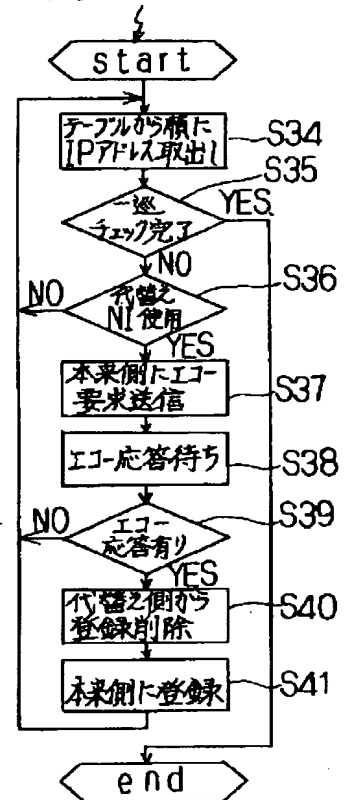 start
テーブルから順に
IPアドレス取出し
S34
S35
一巡
チェック完了
YES
NO
S36
代替え
NI使用
NO
YES
本来側にエコー
要求送信
S37
エコー応答待ち
S38
S39
エコー
応答有り
NO
YES
代替え側から
登録削除
S40
本来側に登録
S41
end